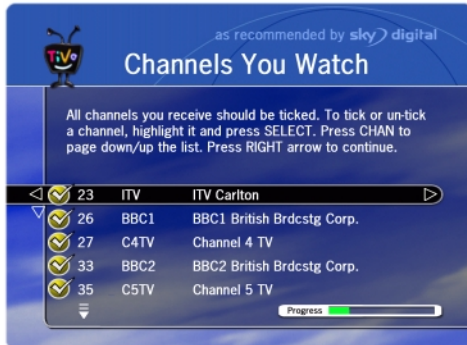 as recommended by sky digital
TiVo
Channels You Watch
All channels you receive should be ticked. To tick or un-tick
a channel, highlight it and press SELECT. Press CHAN to
page down/up the list. Press RIGHT arrow to continue.
23 ITV ITV Carlton
26 BBC1 BBC1 British Brdcstg Corp.
27 C4TV Channel 4 TV
33 BBC2 BBC2 British Brdcstg Corp.
35 C5TV Channel 5 TV
Progress